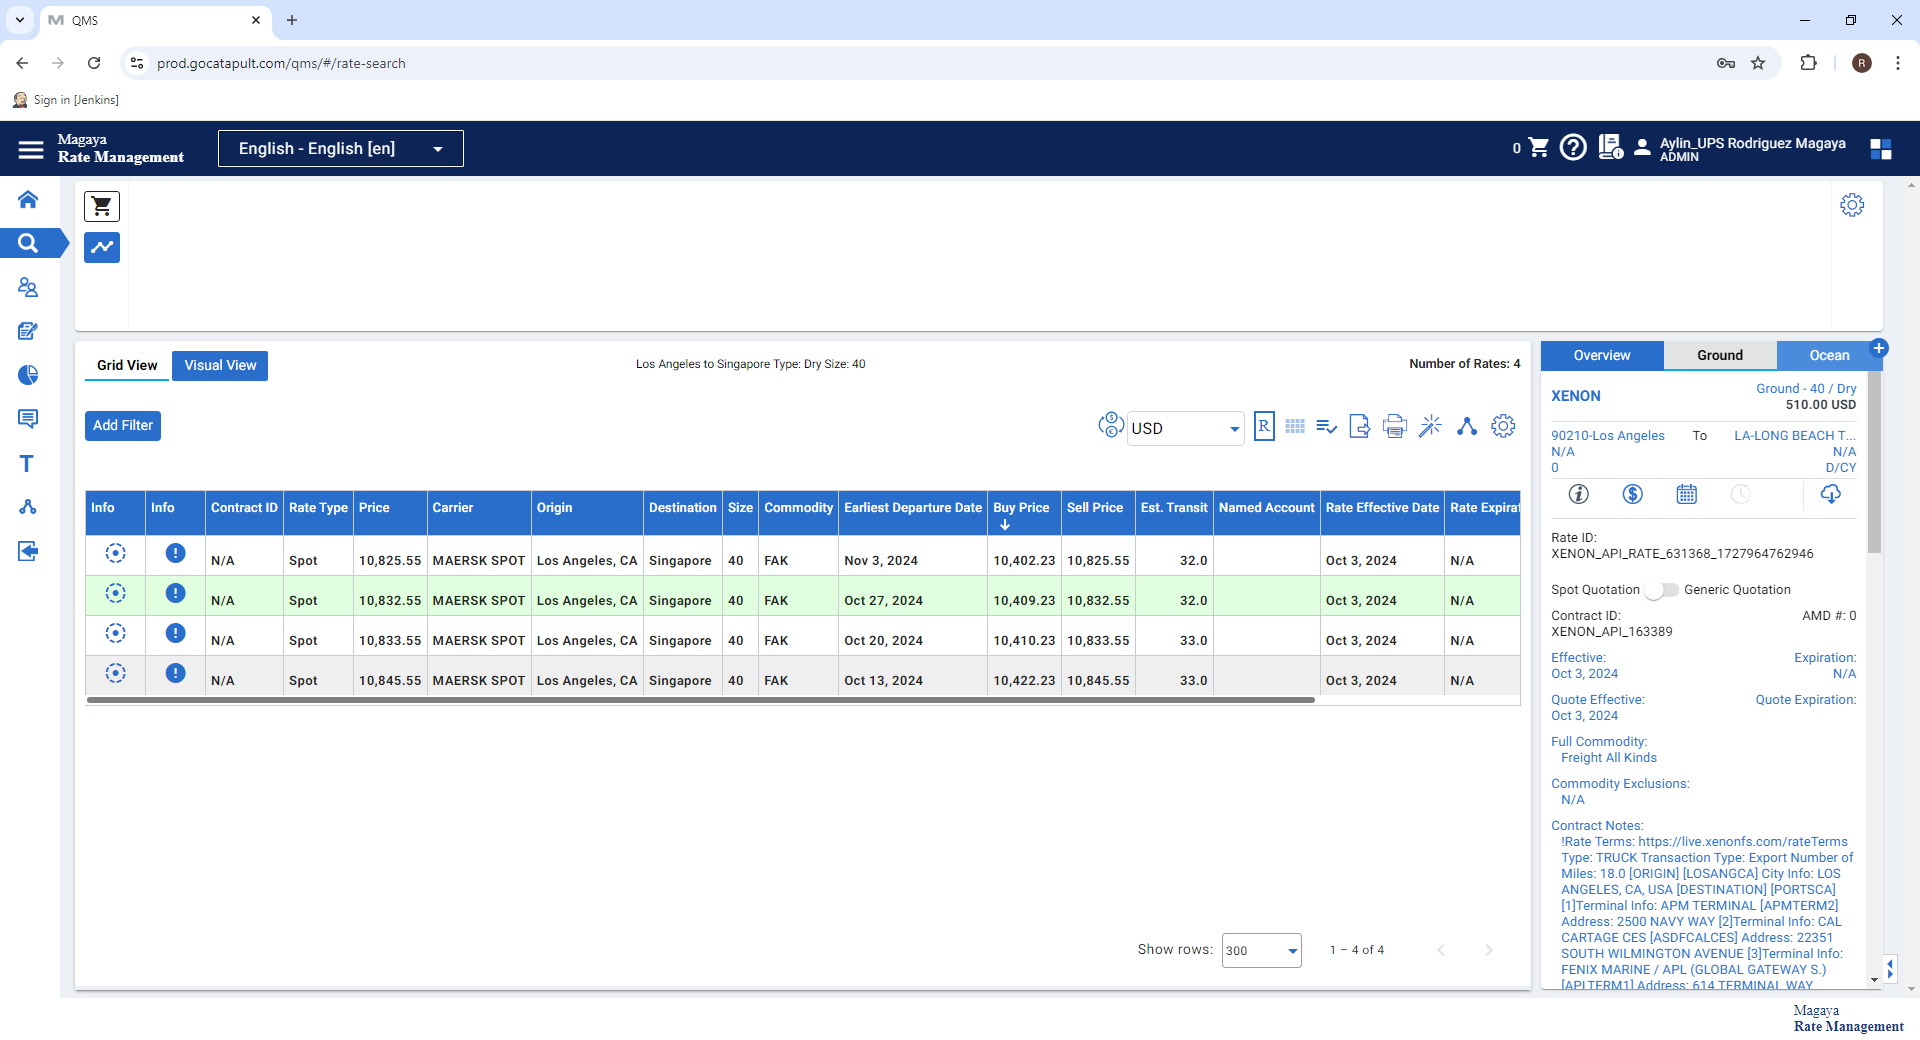 QMS
prod.gocatapult.com/qms/#/rate-search
R
Sign in [Jenkins]
Magaya
Rate Management
English - English [en]
0
Aylin_UPS Rodriguez Magaya
ADMIN
Grid View
Visual View
Los Angeles to Singapore Type: Dry Size: 40
Number of Rates: 4
Add Filter
USD
R
Info Info Contract ID Rate Type Price Carrier Origin Destination Size Commodity Earliest Departure Date Buy Price Sell Price Est. Transit Named Account Rate Effective Date Rate Expirat
N/A Spot 10,825.55 MAERSK SPOT Los Angeles, CA Singapore 40 FAK Nov 3, 2024 10,402.23 10,825.55 32.0 Oct 3, 2024 N/A
N/A Spot 10,832.55 MAERSK SPOT Los Angeles, CA Singapore 40 FAK Oct 27, 2024 10,409.23 10,832.55 32.0 Oct 3, 2024 N/A
N/A Spot 10,833.55 MAERSK SPOT Los Angeles, CA Singapore 40 FAK Oct 20, 2024 10,410.23 10,833.55 33.0 Oct 3, 2024 N/A
N/A Spot 10,845.55 MAERSK SPOT Los Angeles, CA Singapore 40 FAK Oct 13, 2024 10,422.23 10,845.55 33.0 Oct 3, 2024 N/A
Show rows: 300 1 – 4 of 4
Overview Ground Ocean
XENON Ground - 40 / Dry
510.00 USD
90210-Los Angeles To LA-LONG BEACH T...
N/A N/A
0 D/CY
Rate ID:
XENON_API_RATE_631368_1727964762946
Spot Quotation Generic Quotation
Contract ID: AMD #: 0
XENON_API_163389
Effective: Expiration:
Oct 3, 2024 N/A
Quote Effective: Quote Expiration:
Oct 3, 2024
Full Commodity:
Freight All Kinds
Commodity Exclusions:
N/A
Contract Notes:
!Rate Terms: https://live.xenonfs.com/rateTerms
Type: TRUCK Transaction Type: Export Number of
Miles: 18.0 [ORIGIN] [LOSANGCA] City Info: LOS
ANGELES, CA, USA [DESTINATION] [PORTSCA]
[1]Terminal Info: APM TERMINAL [APMTERM2]
Address: 2500 NAVY WAY [2]Terminal Info: CAL
CARTAGE CES [ASDFCALCES] Address: 22351
SOUTH WILMINGTON AVENUE [3]Terminal Info:
FENIX MARINE / APL (GLOBAL GATEWAY S.)
[APLTERM1] Address: 614 TERMINAL WAY
Magaya
Rate Management